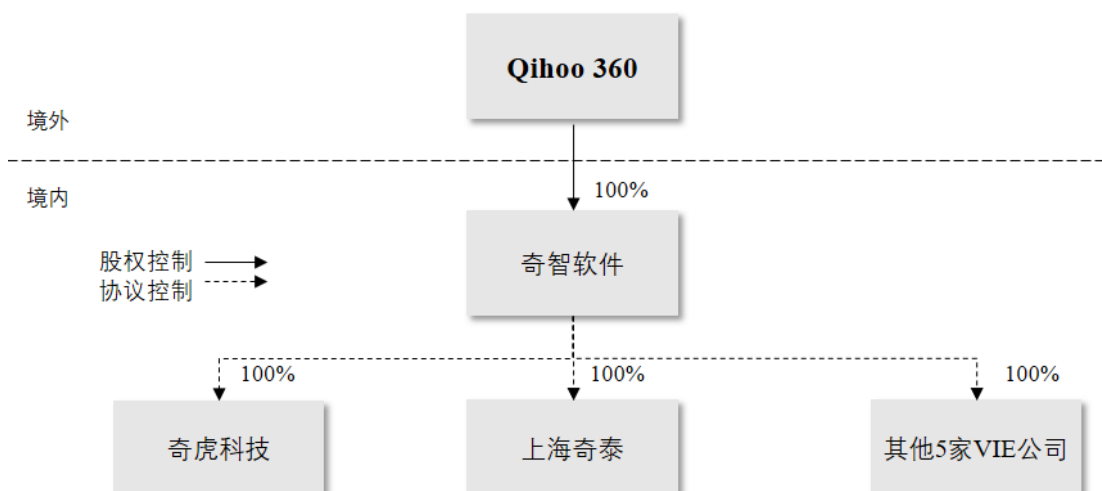 Qihoo 360
境外
境内
100%
奇智软件
股权控制
协议控制
100%
100%
100%
奇虎科技
上海奇泰
其他5家VIE公司